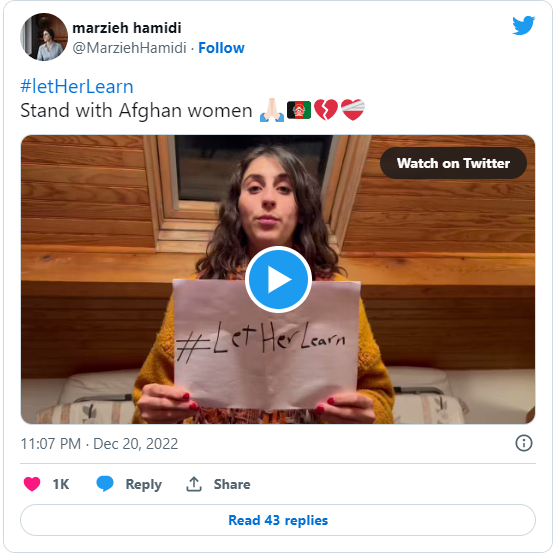 marzieh hamidi
@MarziehHamidi · Follow
#letHerLearn
Stand with Afghan women 🙏🏻🇦🇫💔❤️‍🩹
Watch on Twitter
#LetHerLearn
11:07 PM · Dec 20, 2022
1K Reply Share
Read 43 replies